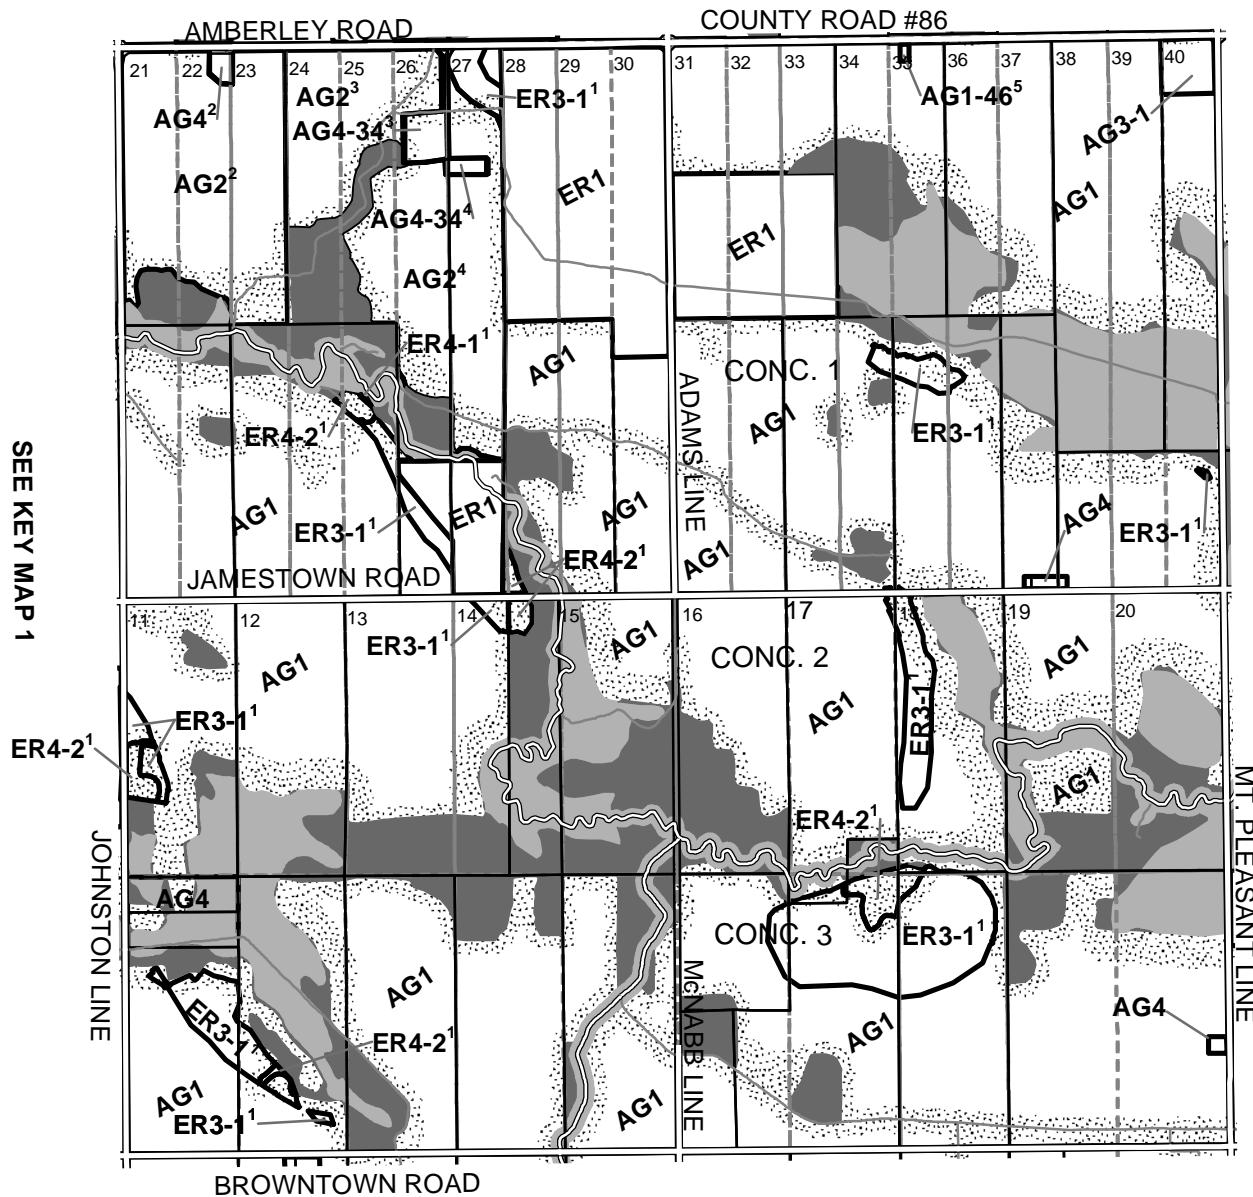 AMBERLEY ROAD
COUNTY ROAD #86
21 22 23 24 25 26 27 28 29 30 31 32 33 34 35 36 37 38 39 40
AG2³
ER3-1¹
AG1-46⁵
AG3-1
AG4²
AG4-34³
AG2²
ER1
AG1
AG4-34⁴
ER1
AG2⁴
ER4-1¹
AG1
CONC. 1
ADAMS LINE
AG1
ER4-2¹
ER3-1¹
SEE KEY MAP 1
AG1
ER3-1¹
ER1
AG1
AG1
AG4
ER3-1¹
ER4-2¹
JAMESTOWN ROAD
11 12 13 14 15 16 17 18 19 20
ER3-1¹
AG1
CONC. 2
AG1
AG1
AG1
ER3-1¹
ER3-1¹
ER4-2¹
AG1
MT. PLEASANT LINE
ER4-2¹
JOHNSTON LINE
AG4
CONC. 3
ER3-1¹
AG1
McNABB LINE
ER3-1¹
AG4
AG1
ER4-2¹
AG1
AG1
ER3-1¹
BROWNTOWN ROAD